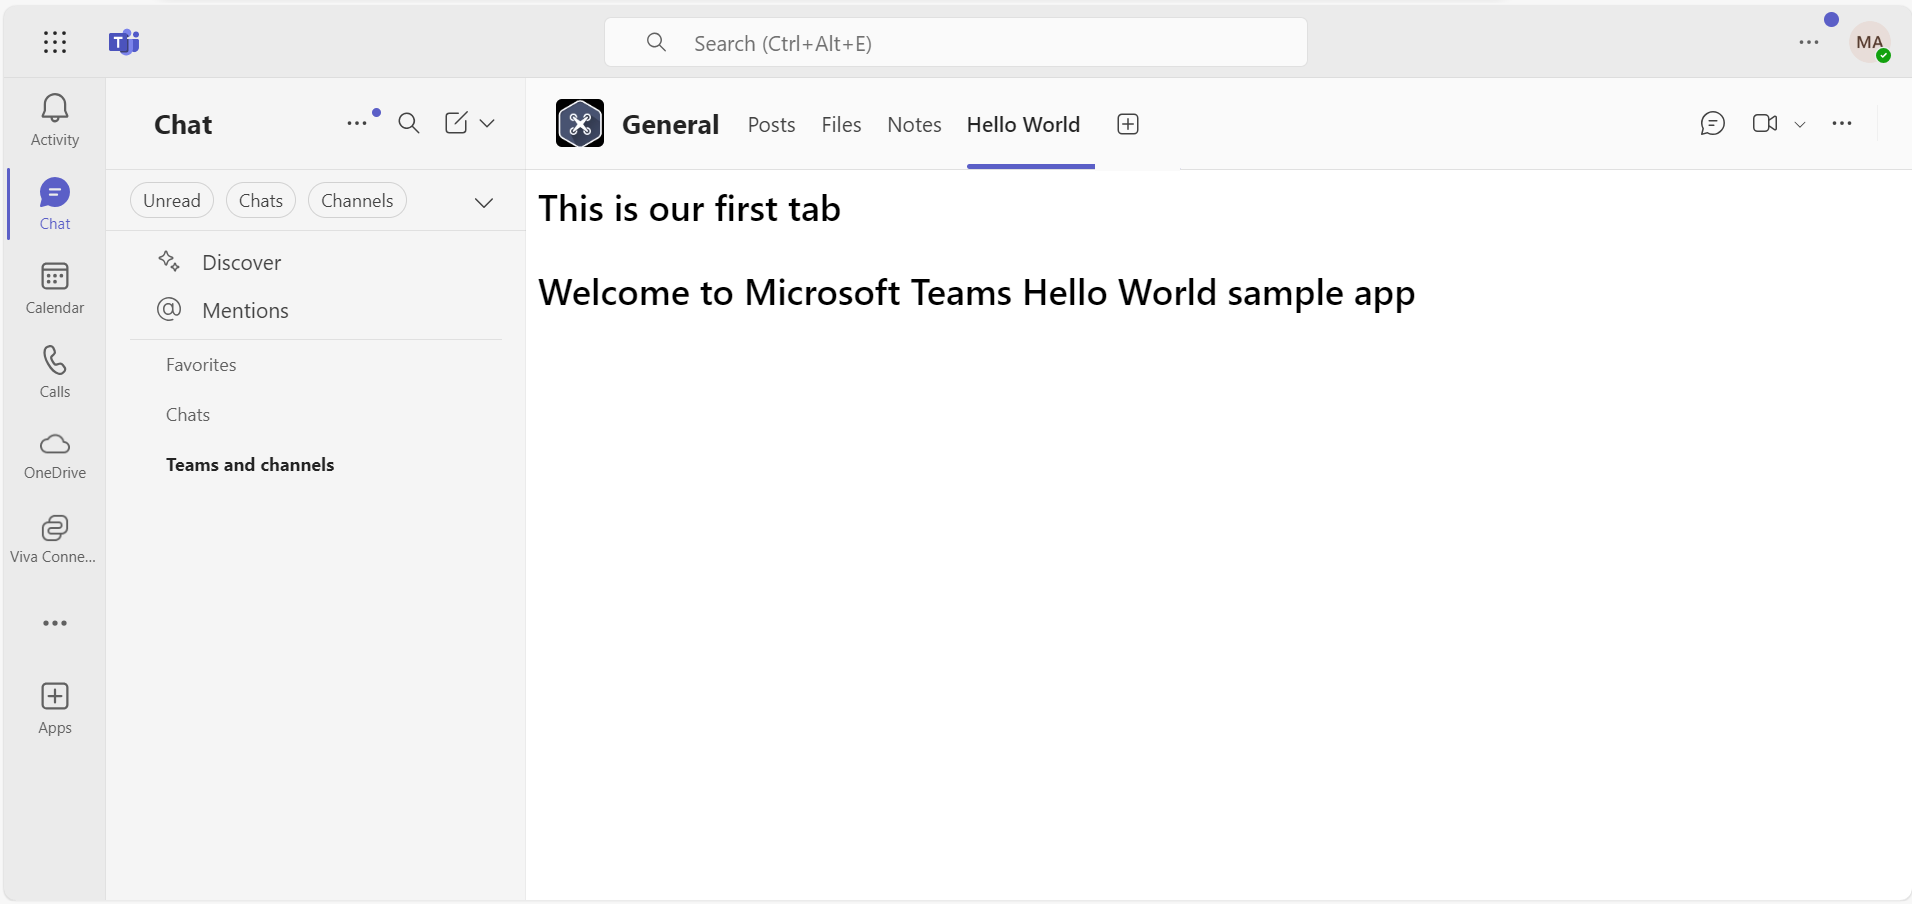 Search (Ctrl+Alt+E)
MA
Activity
Chat
Calendar
Calls
OneDrive
Viva Conne...
Apps
Chat
Unread
Chats
Channels
Discover
Mentions
Favorites
Chats
Teams and channels
General
Posts
Files
Notes
Hello World
This is our first tab
Welcome to Microsoft Teams Hello World sample app